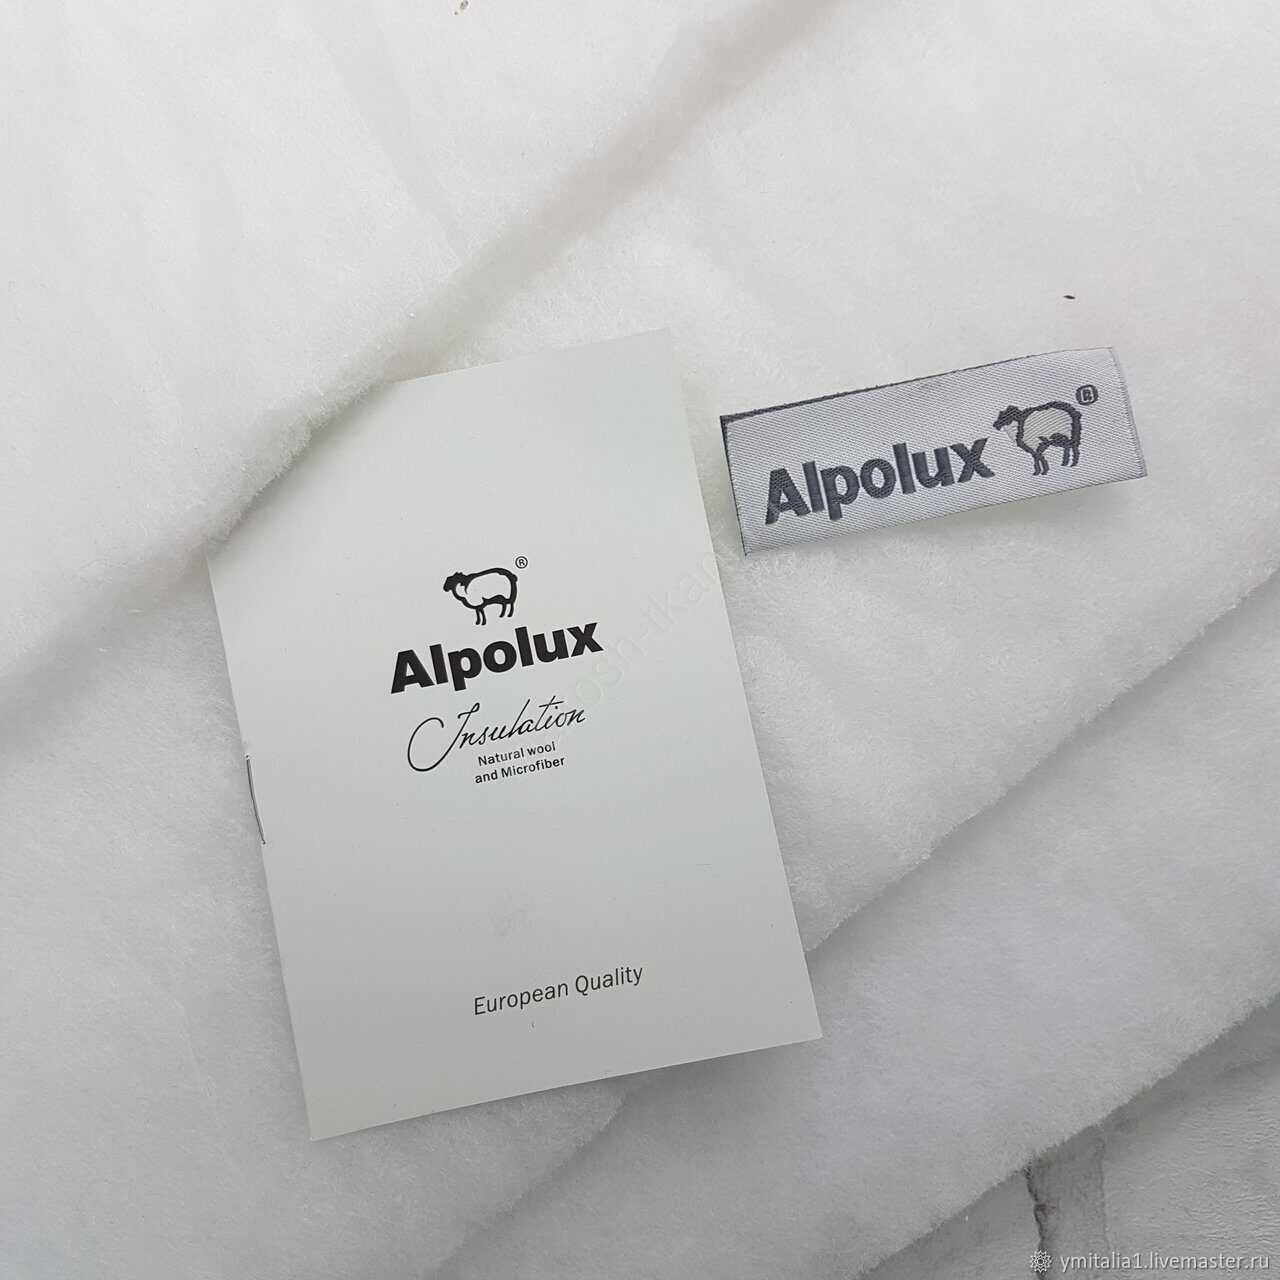 Alpolux ®
®
Alpolux
Insulation
Natural wool
and Microfiber
European Quality
ymitalia1.livemaster.ru